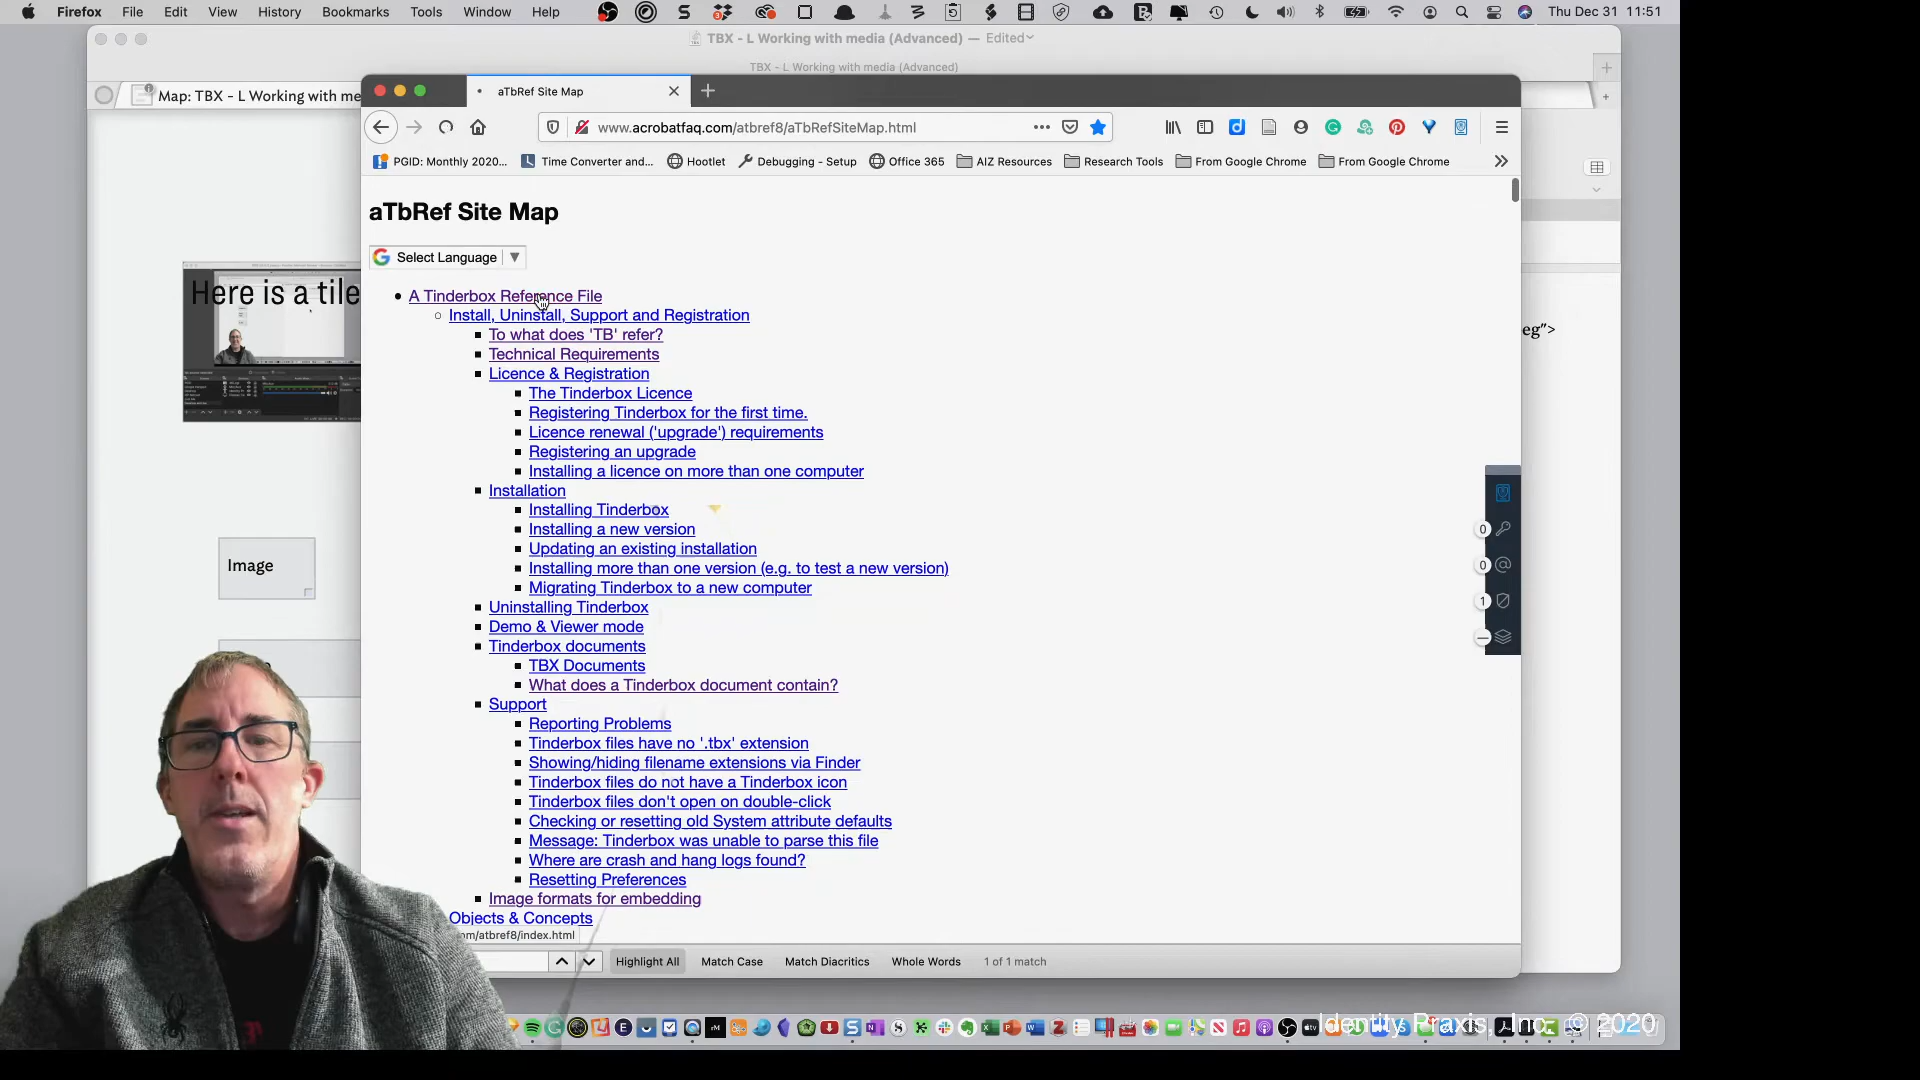 Firefox File Edit View History Bookmarks Tools Window Help Thu Dec 31 11:51
TBX - L Working with media (Advanced) — Edited
TBX - L Working with media (Advanced)
Map: TBX - L Working with me
aTbRef Site Map
www.acrobatfaq.com/atbref8/aTbRefSiteMap.html
PGID: Monthly 2020... Time Converter and... Hootlet Debugging - Setup Office 365 AIZ Resources Research Tools From Google Chrome From Google Chrome
aTbRef Site Map
Select Language
Here is a tile
A Tinderbox Reference File
Install, Uninstall, Support and Registration
To what does 'TB' refer?
eg">
Technical Requirements
Licence & Registration
The Tinderbox Licence
Registering Tinderbox for the first time.
Licence renewal ('upgrade') requirements
Registering an upgrade
Installing a licence on more than one computer
Installation
Installing Tinderbox
Installing a new version
0
Updating an existing installation
Image
0
Installing more than one version (e.g. to test a new version)
Migrating Tinderbox to a new computer
1
Uninstalling Tinderbox
Demo & Viewer mode
Tinderbox documents
TBX Documents
What does a Tinderbox document contain?
Support
Reporting Problems
Tinderbox files have no '.tbx' extension
Showing/hiding filename extensions via Finder
Tinderbox files do not have a Tinderbox icon
Tinderbox files don't open on double-click
Checking or resetting old System attribute defaults
Message: Tinderbox was unable to parse this file
Where are crash and hang logs found?
Resetting Preferences
Image formats for embedding
Objects & Concepts
om/atbref8/index.html
Highlight All Match Case Match Diacritics Whole Words 1 of 1 match
Identity Praxis, Inc. © 2020